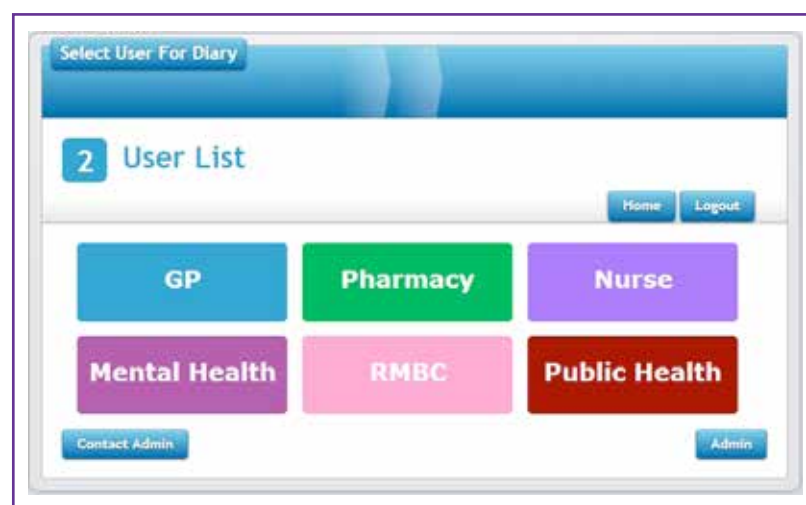 Select User For Diary
2 User List
Home Logout
GP Pharmacy Nurse
Mental Health RMBC Public Health
Contact Admin Admin